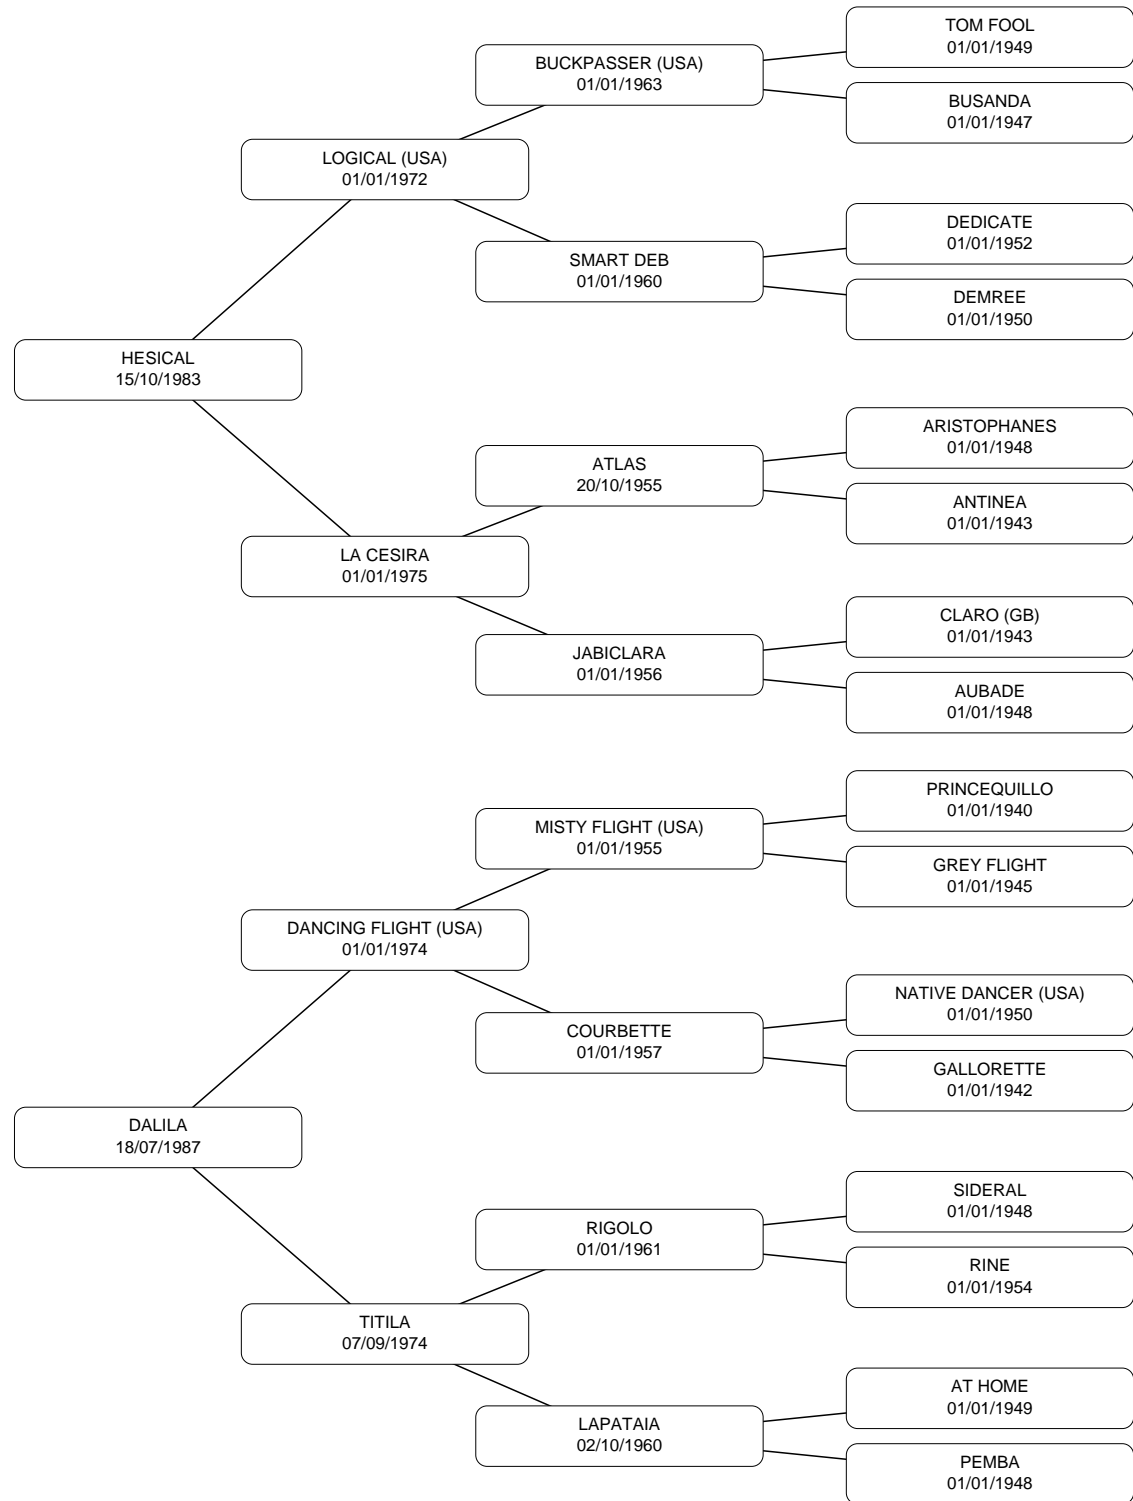 TOM FOOL
01/01/1949
BUCKPASSER (USA)
01/01/1963
BUSANDA
01/01/1947
LOGICAL (USA)
01/01/1972
DEDICATE
01/01/1952
SMART DEB
01/01/1960
DEMREE
01/01/1950
HESICAL
15/10/1983
ARISTOPHANES
01/01/1948
ATLAS
20/10/1955
ANTINEA
01/01/1943
LA CESIRA
01/01/1975
CLARO (GB)
01/01/1943
JABICLARA
01/01/1956
AUBADE
01/01/1948
PRINCEQUILLO
01/01/1940
MISTY FLIGHT (USA)
01/01/1955
GREY FLIGHT
01/01/1945
DANCING FLIGHT (USA)
01/01/1974
NATIVE DANCER (USA)
01/01/1950
COURBETTE
01/01/1957
GALLORETTE
01/01/1942
DALILA
18/07/1987
SIDERAL
01/01/1948
RIGOLO
01/01/1961
RINE
01/01/1954
TITILA
07/09/1974
AT HOME
01/01/1949
LAPATAIA
02/10/1960
PEMBA
01/01/1948